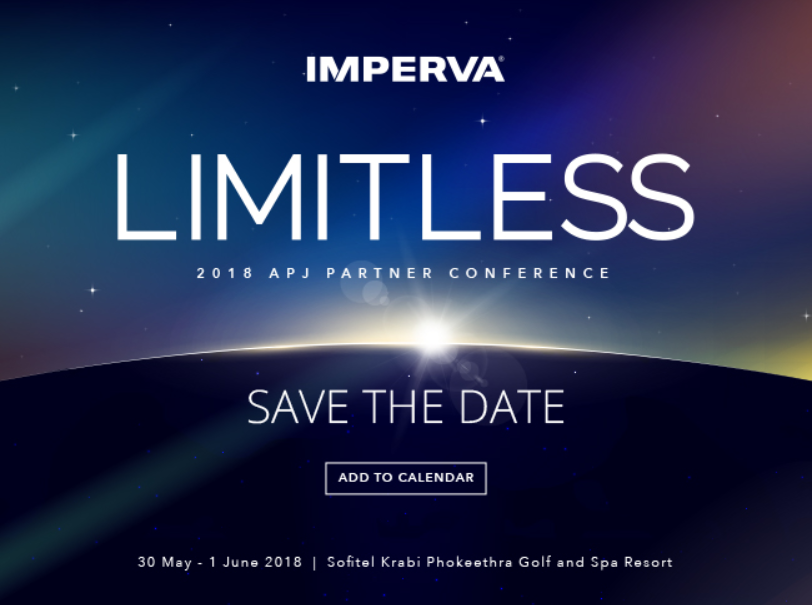 IMPERVA®
LIMITLESS
2018 APJ PARTNER CONFERENCE
SAVE THE DATE
ADD TO CALENDAR
30 May - 1 June 2018 | Sofitel Krabi Phokeethra Golf and Spa Resort